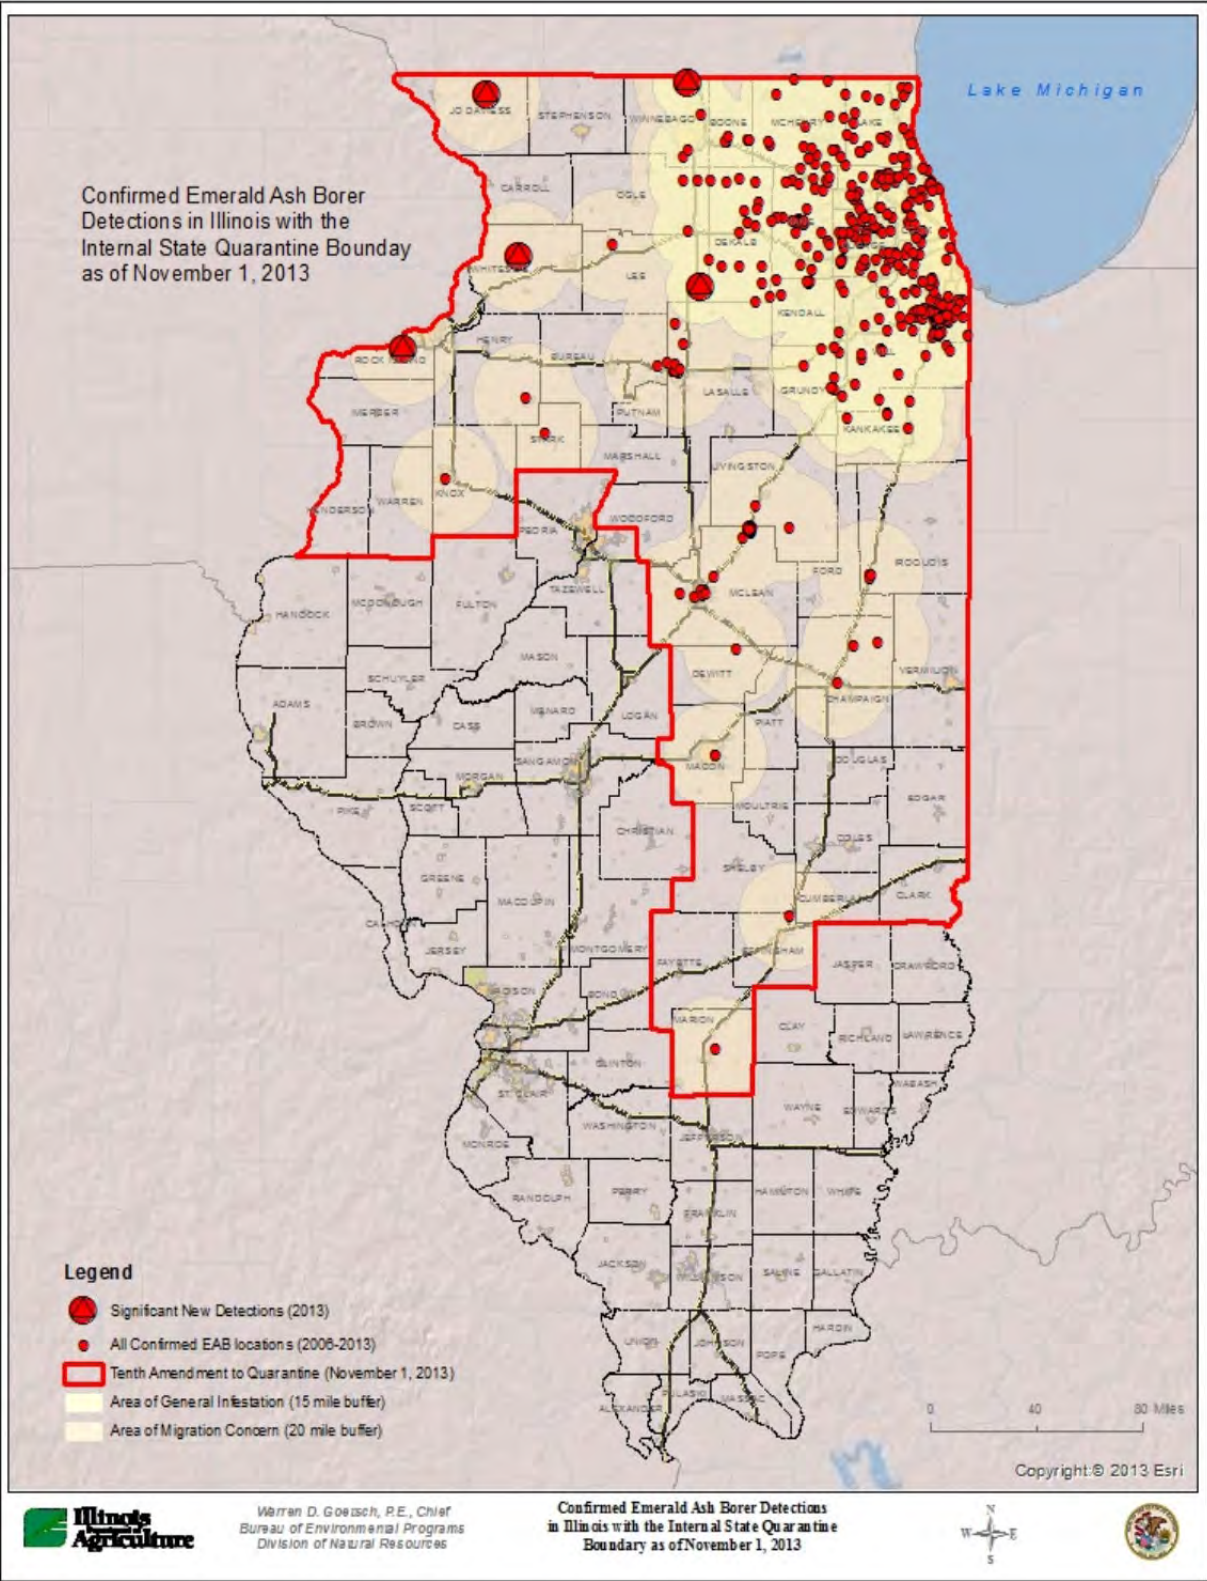 Lake Michigan
Confirmed Emerald Ash Borer
Detections in Illinois with the
Internal State Quarantine Bounday
as of November 1, 2013
JO DAVIESS
STEPHENSON
WINNEBAGO
BOONE
MCHENRY
LAKE
CARROLL
OGLE
DEKALB
LEE
KENDALL
HENRY
BUREAU
ROCK ISLAND
LASALLE
GRUNDY
MERCER
PUTNAM
STARK
KANKAKEE
MARSHALL
LIVINGSTON
KNOX
WARREN
HENDERSON
PEORIA
WOODFORD
IROQUOIS
FORD
TAZEWELL
MCLEAN
HANCOCK
MCDONOUGH
FULTON
MASON
DEWITT
VERMILION
SCHUYLER
CHAMPAIGN
ADAMS
MENARD
LOGAN
PIATT
BROWN
CASS
SANGAMON
MACON
DOUGLAS
MORGAN
EDGAR
PIKE
SCOTT
MOULTRIE
CHRISTIAN
COLES
SHELBY
GREENE
CUMBERLAND
CLARK
MACOUPIN
CALHOUN
JERSEY
MONTGOMERY
FAYETTE
EFFINGHAM
JASPER
CRAWFORD
MADISON
BOND
MARION
CLAY
RICHLAND
LAWRENCE
CLINTON
WABASH
ST. CLAIR
WAYNE
EDWARDS
WASHINGTON
JEFFERSON
MONROE
RANDOLPH
PERRY
HAMILTON
WHITE
FRANKLIN
JACKSON
WILLIAMSON
SALINE
GALLATIN
UNION
JOHNSON
POPE
HARDIN
ALEXANDER
PULASKI
MASSAC
Legend
Significant New Detections (2013)
All Confirmed EAB locations (2006-2013)
Tenth Amendment to Quarantine (November 1, 2013)
Area of General Infestation (15 mile buffer)
Area of Migration Concern (20 mile buffer)
0 40 80 Miles
Copyright:© 2013 Esri
Illinois
Agriculture
Warren D. Goetsch, P.E., Chief
Bureau of Environmental Programs
Division of Natural Resources
Confirmed Emerald Ash Borer Detections
in Illinois with the Internal State Quarantine
Boundary as of November 1, 2013
N
W E
S